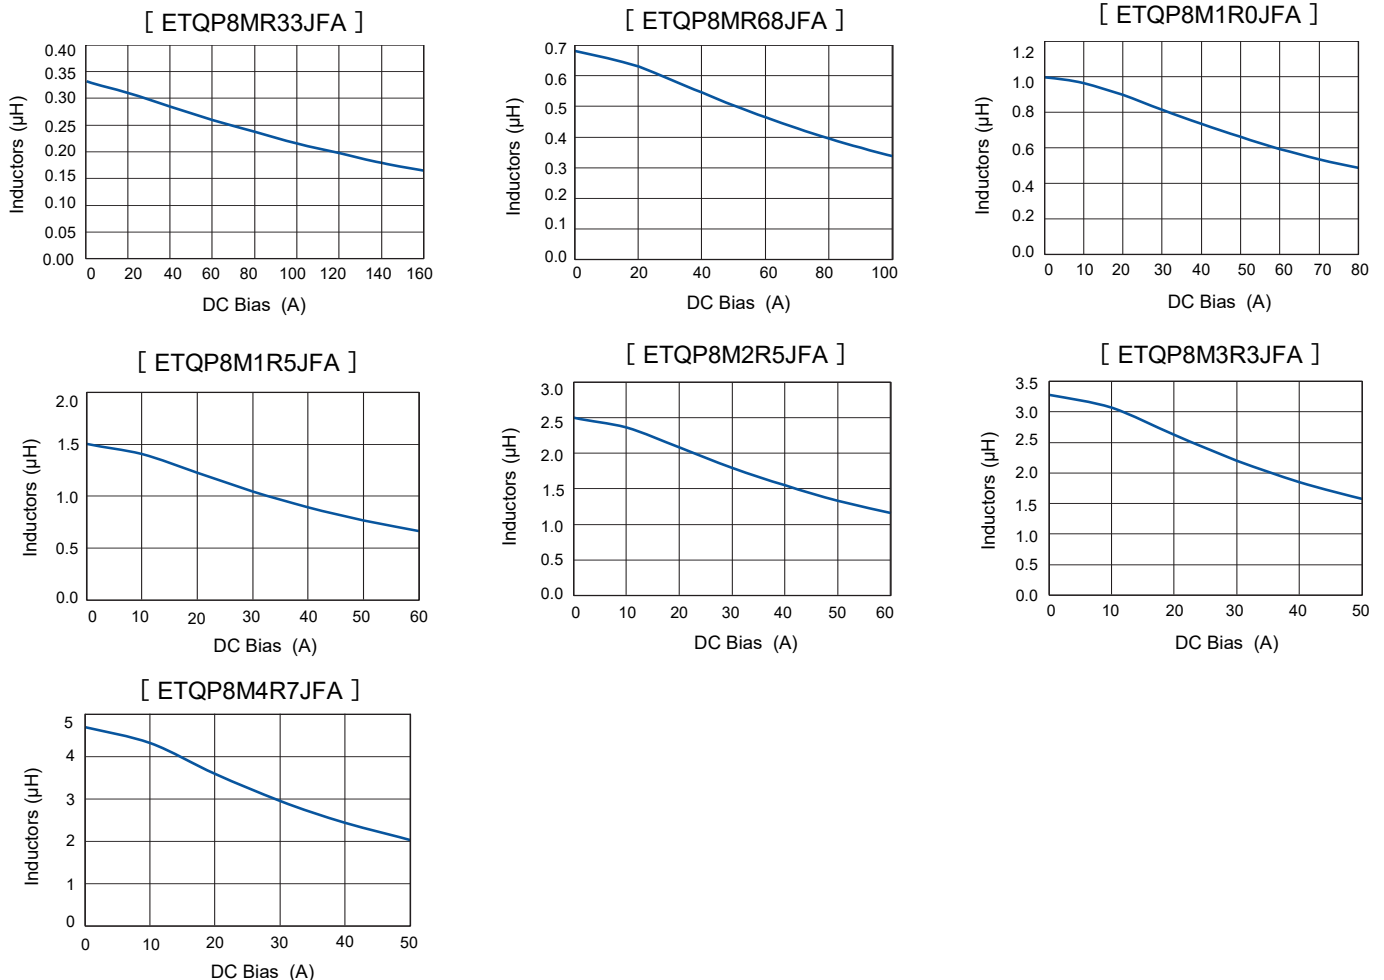 [ ETQP8MR33JFA ]
Inductors (μH)
0.40
0.35
0.30
0.25
0.20
0.15
0.10
0.05
0.00
0 20 40 60 80 100 120 140 160
DC Bias (A)
[ ETQP8MR68JFA ]
Inductors (μH)
0.7
0.6
0.5
0.4
0.3
0.2
0.1
0.0
0 20 40 60 80 100
DC Bias (A)
[ ETQP8M1R0JFA ]
Inductors (μH)
1.2
1.0
0.8
0.6
0.4
0.2
0.0
0 10 20 30 40 50 60 70 80
DC Bias (A)
[ ETQP8M1R5JFA ]
Inductors (μH)
2.0
1.5
1.0
0.5
0.0
0 10 20 30 40 50 60
DC Bias (A)
[ ETQP8M2R5JFA ]
Inductors (μH)
3.0
2.5
2.0
1.5
1.0
0.5
0.0
0 10 20 30 40 50 60
DC Bias (A)
[ ETQP8M3R3JFA ]
Inductors (μH)
3.5
3.0
2.5
2.0
1.5
1.0
0.5
0.0
0 10 20 30 40 50
DC Bias (A)
[ ETQP8M4R7JFA ]
Inductors (μH)
5
4
3
2
1
0
0 10 20 30 40 50
DC Bias (A)